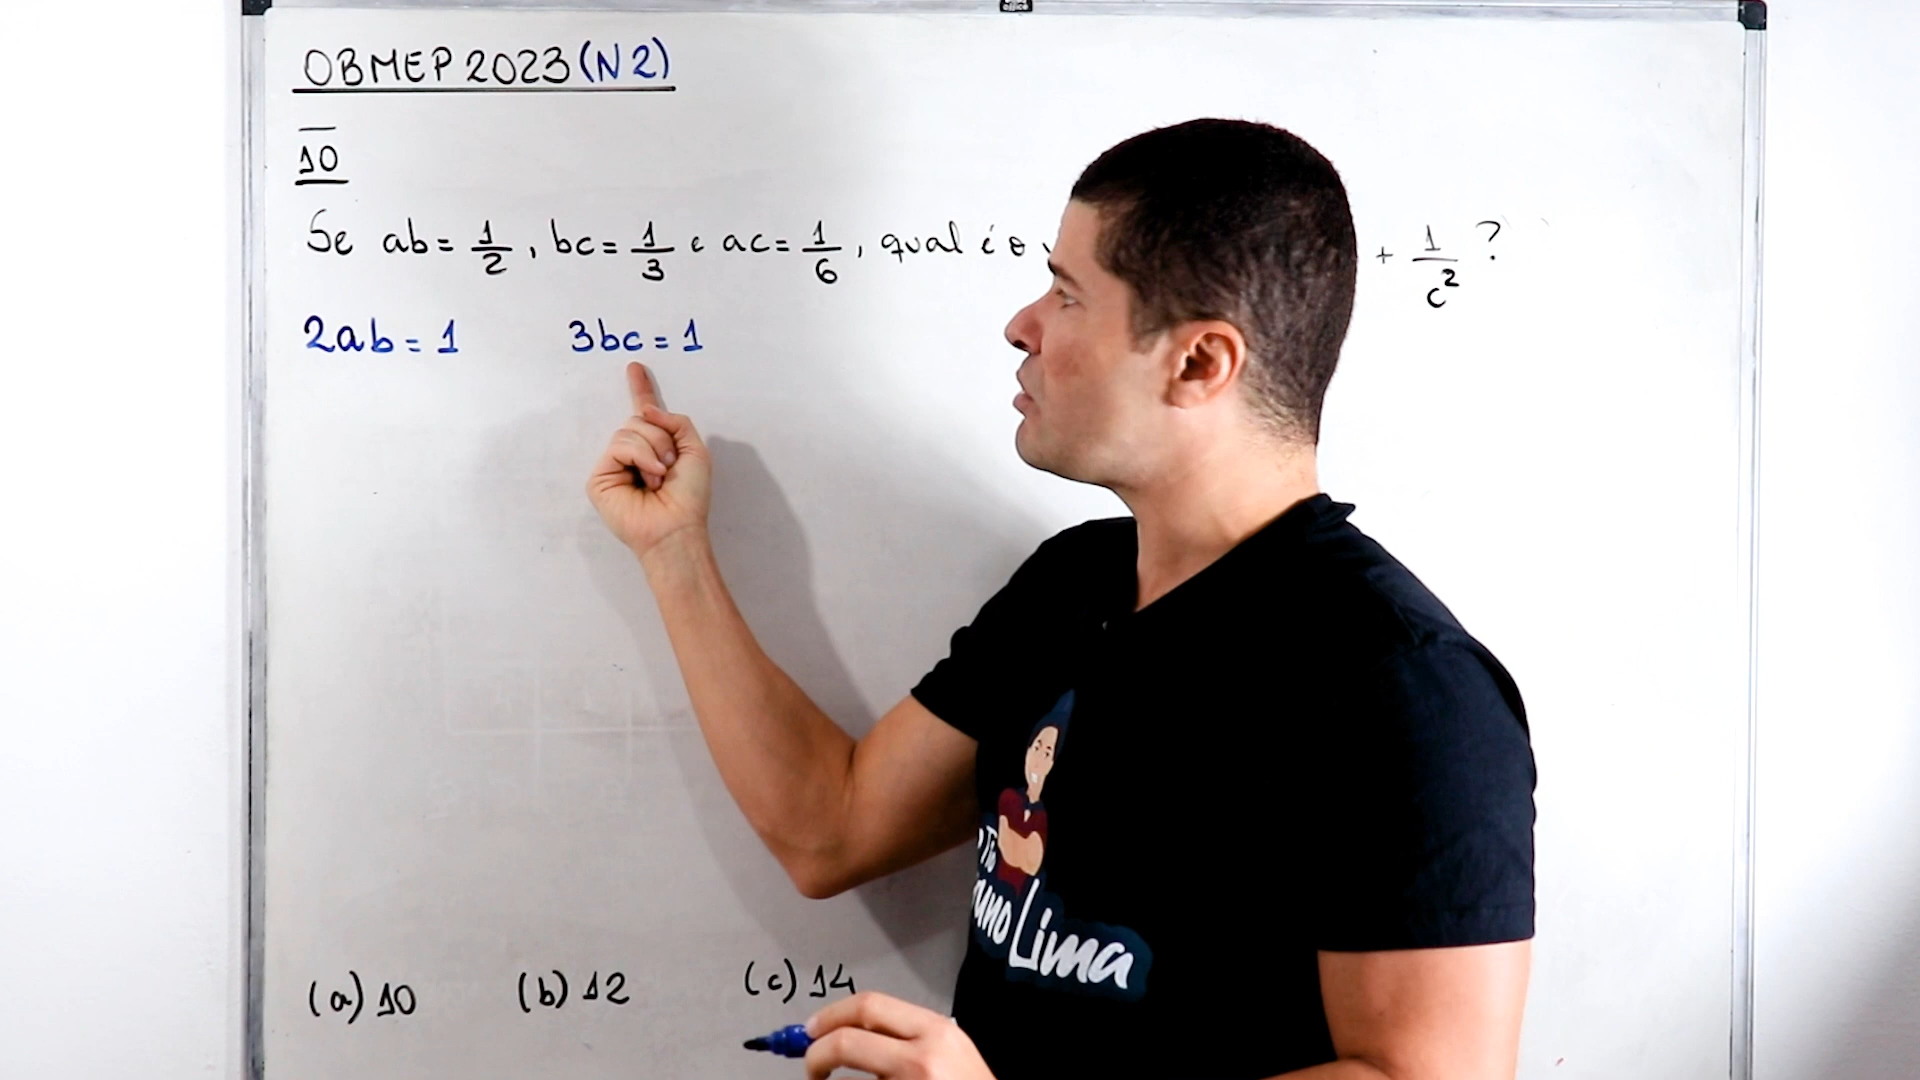 OBMEP 2023 (N2)
10
Se ab = 1/2, bc = 1/3 e ac = 1/6, qual é o + 1/c² ?
2ab = 1 3bc = 1
(a) 10 (b) 12 (c) 14
Lima